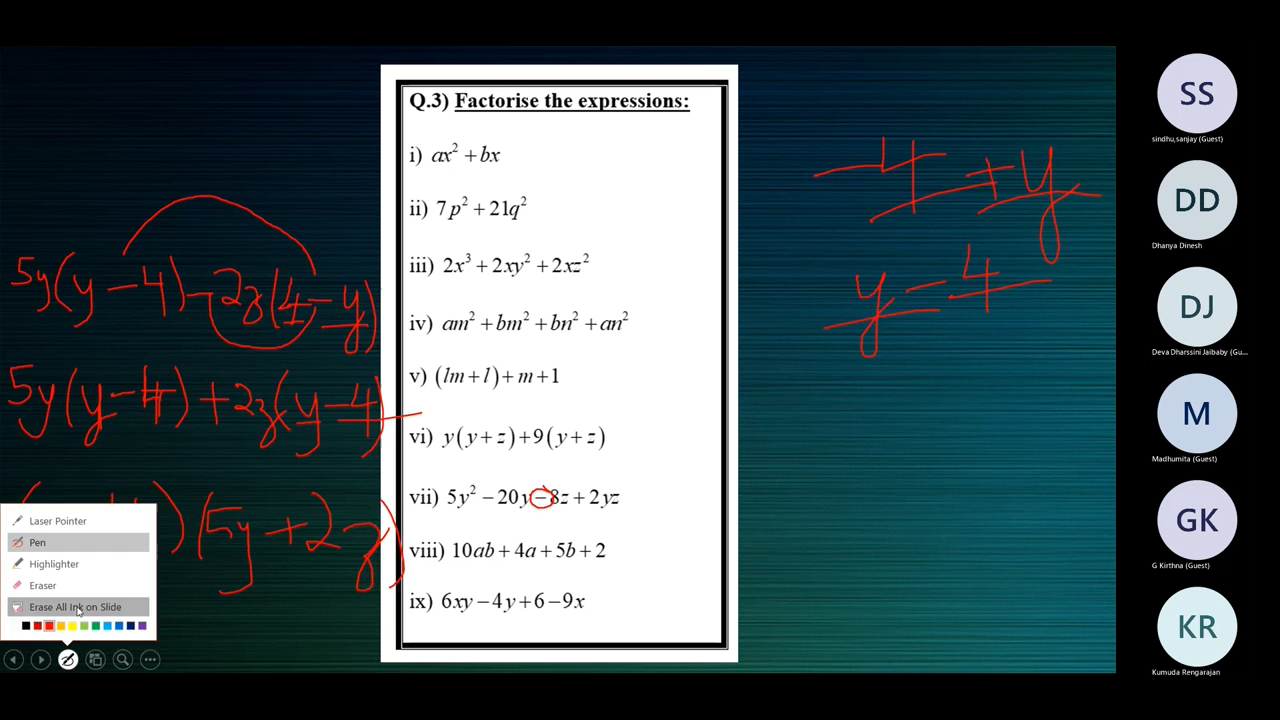 Q.3) Factorise the expressions:
i) ax² + bx
ii) 7p² + 21q²
iii) 2x³ + 2xy² + 2xz²
iv) am² + bm² + bn² + an²
v) (lm + l) + m + 1
vi) y(y + z) + 9(y + z)
vii) 5y² − 20y − 8z + 2yz
viii) 10ab + 4a + 5b + 2
ix) 6xy − 4y + 6 − 9x
5y(y − 4) − 2z(4 − y)
5y(y − 4) + 2z(y − 4)
)(5y + 2z)
−4 + y
y − 4
Laser Pointer
Pen
Highlighter
Eraser
Erase All Ink on Slide
SS
sindhu,sanjay (Guest)
DD
Dhanya Dinesh
DJ
Deva Dharssini Jaibaby (Gu...
M
Madhumita (Guest)
GK
G Kirthna (Guest)
KR
Kumuda Rengarajan